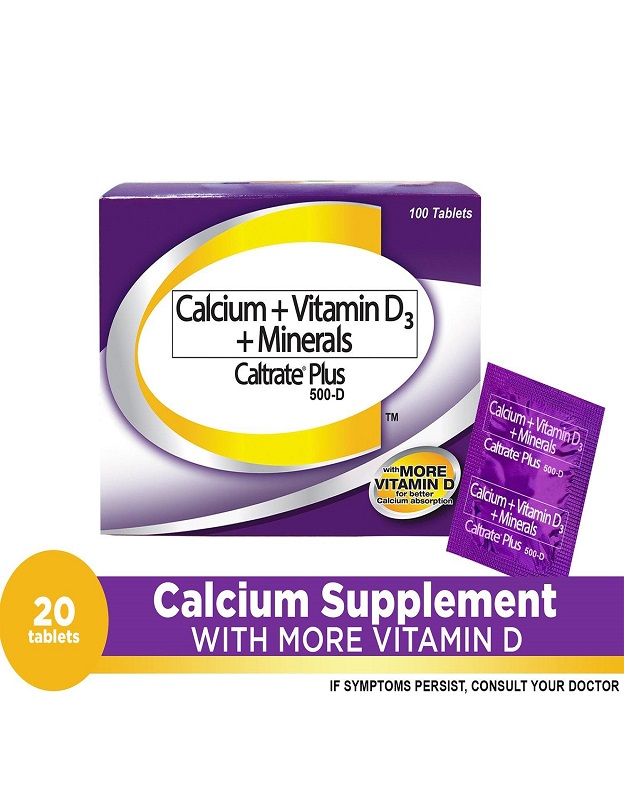 100 Tablets
Calcium + Vitamin D3
+ Minerals
Caltrate® Plus
500-D
TM
with MORE
VITAMIN D
for better
Calcium absorption
Calcium + Vitamin D3
+ Minerals
Caltrate® Plus 500-D
Calcium + Vitamin D3
+ Minerals
Caltrate® Plus 500-D
20
tablets
Calcium Supplement
WITH MORE VITAMIN D
IF SYMPTOMS PERSIST, CONSULT YOUR DOCTOR